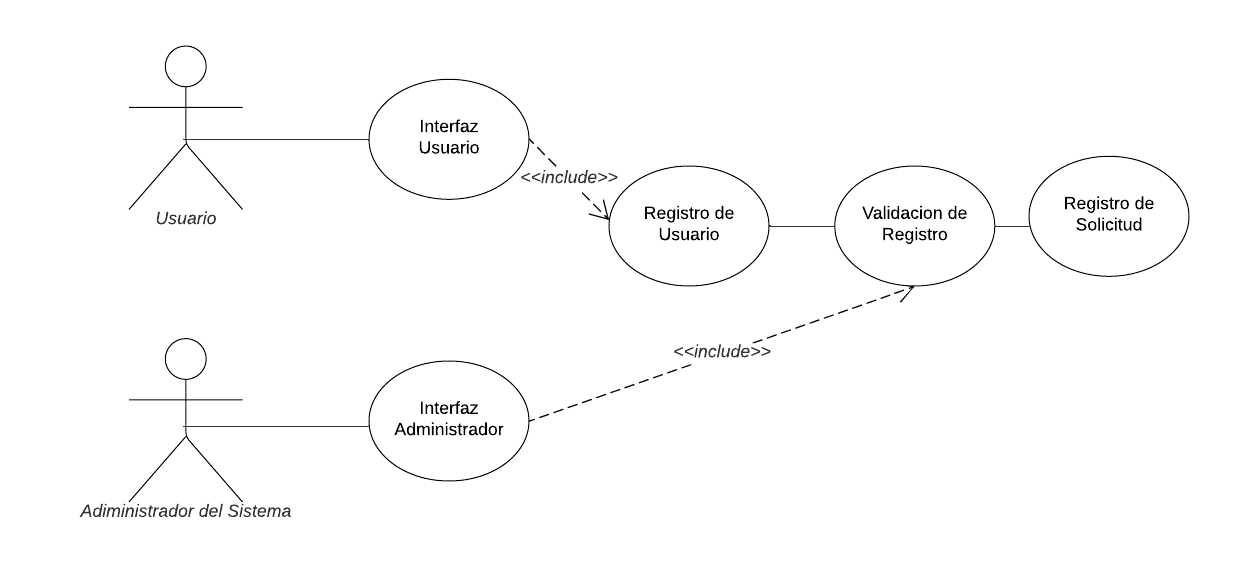 Usuario
Interfaz
Usuario
<<include>>
Registro de
Usuario
Validacion de
Registro
Registro de
Solicitud
<<include>>
Interfaz
Administrador
Adiministrador del Sistema